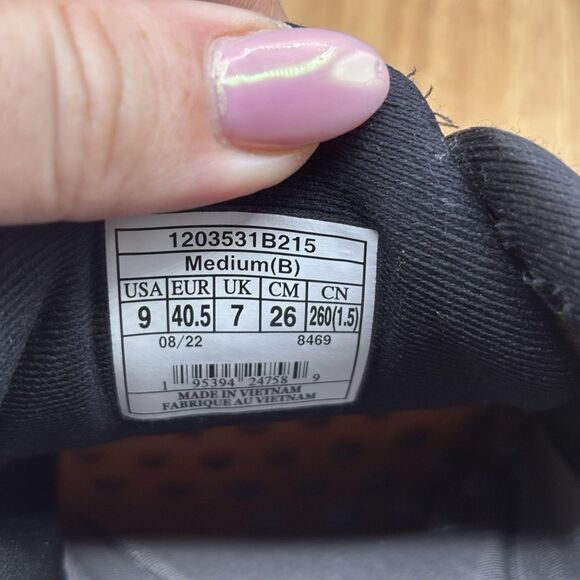 1203531B215
Medium(B)
USA EUR UK CM CN
9 40.5 7 26 260(1.5)
08/22 8469
1 95394 24758 9
MADE IN VIETNAM
FABRIQUE AU VIETNAM